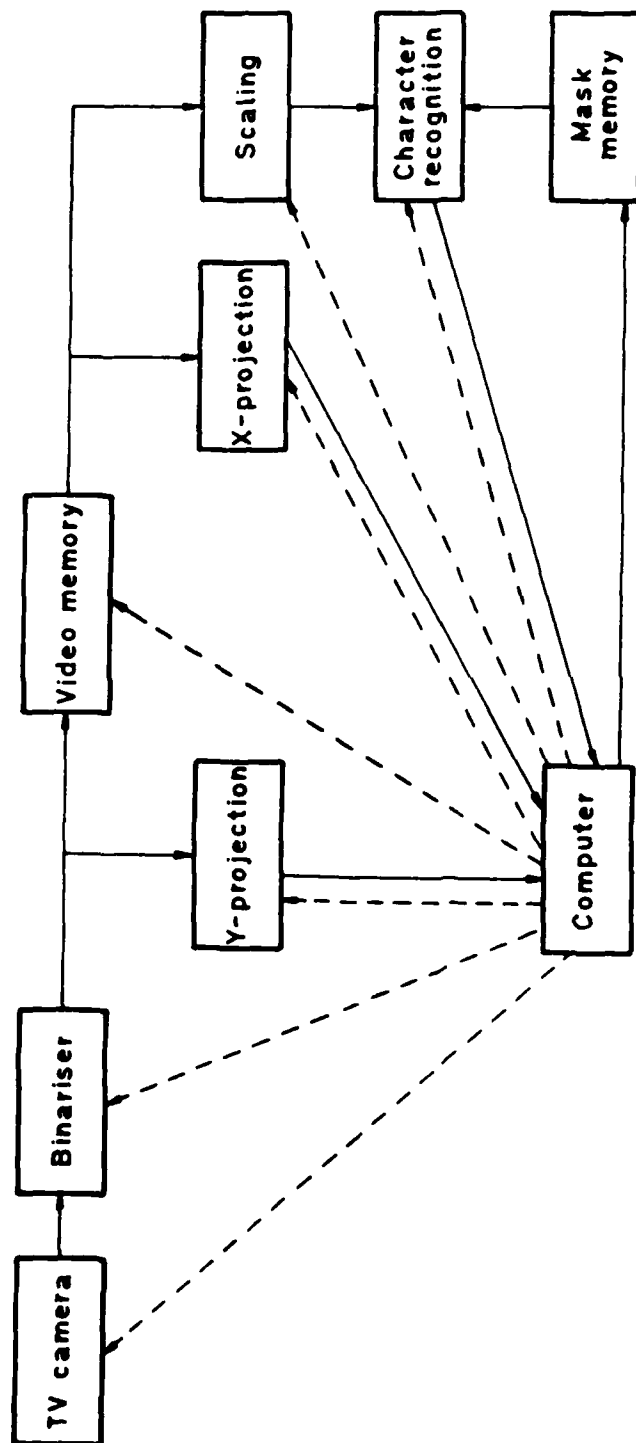 TV camera
Binariser
Video memory
Y-projection
X-projection
Scaling
Character
recognition
Mask
memory
Computer